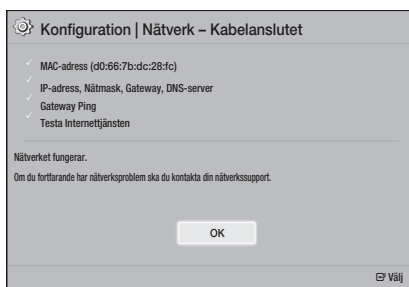 Konfiguration | Nätverk – Kabelanslutet
MAC-adress (d0:66:7b:dc:28:fc)
IP-adress, Nätmask, Gateway, DNS-server
Gateway Ping
Testa Internettjänsten
Nätverket fungerar.
Om du fortfarande har nätverksproblem ska du kontakta din nätverkssupport.
OK
Välj